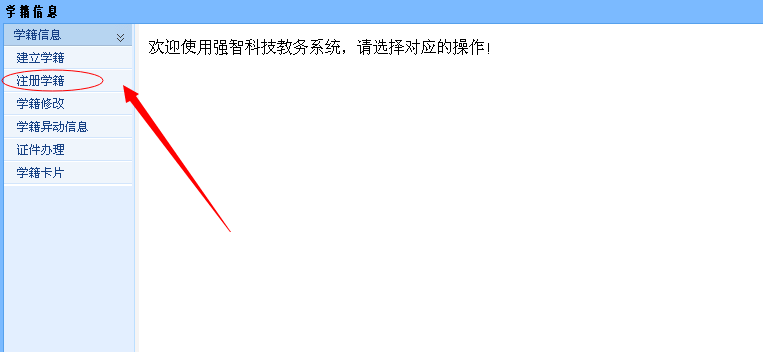 学籍信息
学籍信息
建立学籍
注册学籍
学籍修改
学籍异动信息
证件办理
学籍卡片
欢迎使用强智科技教务系统，请选择对应的操作!